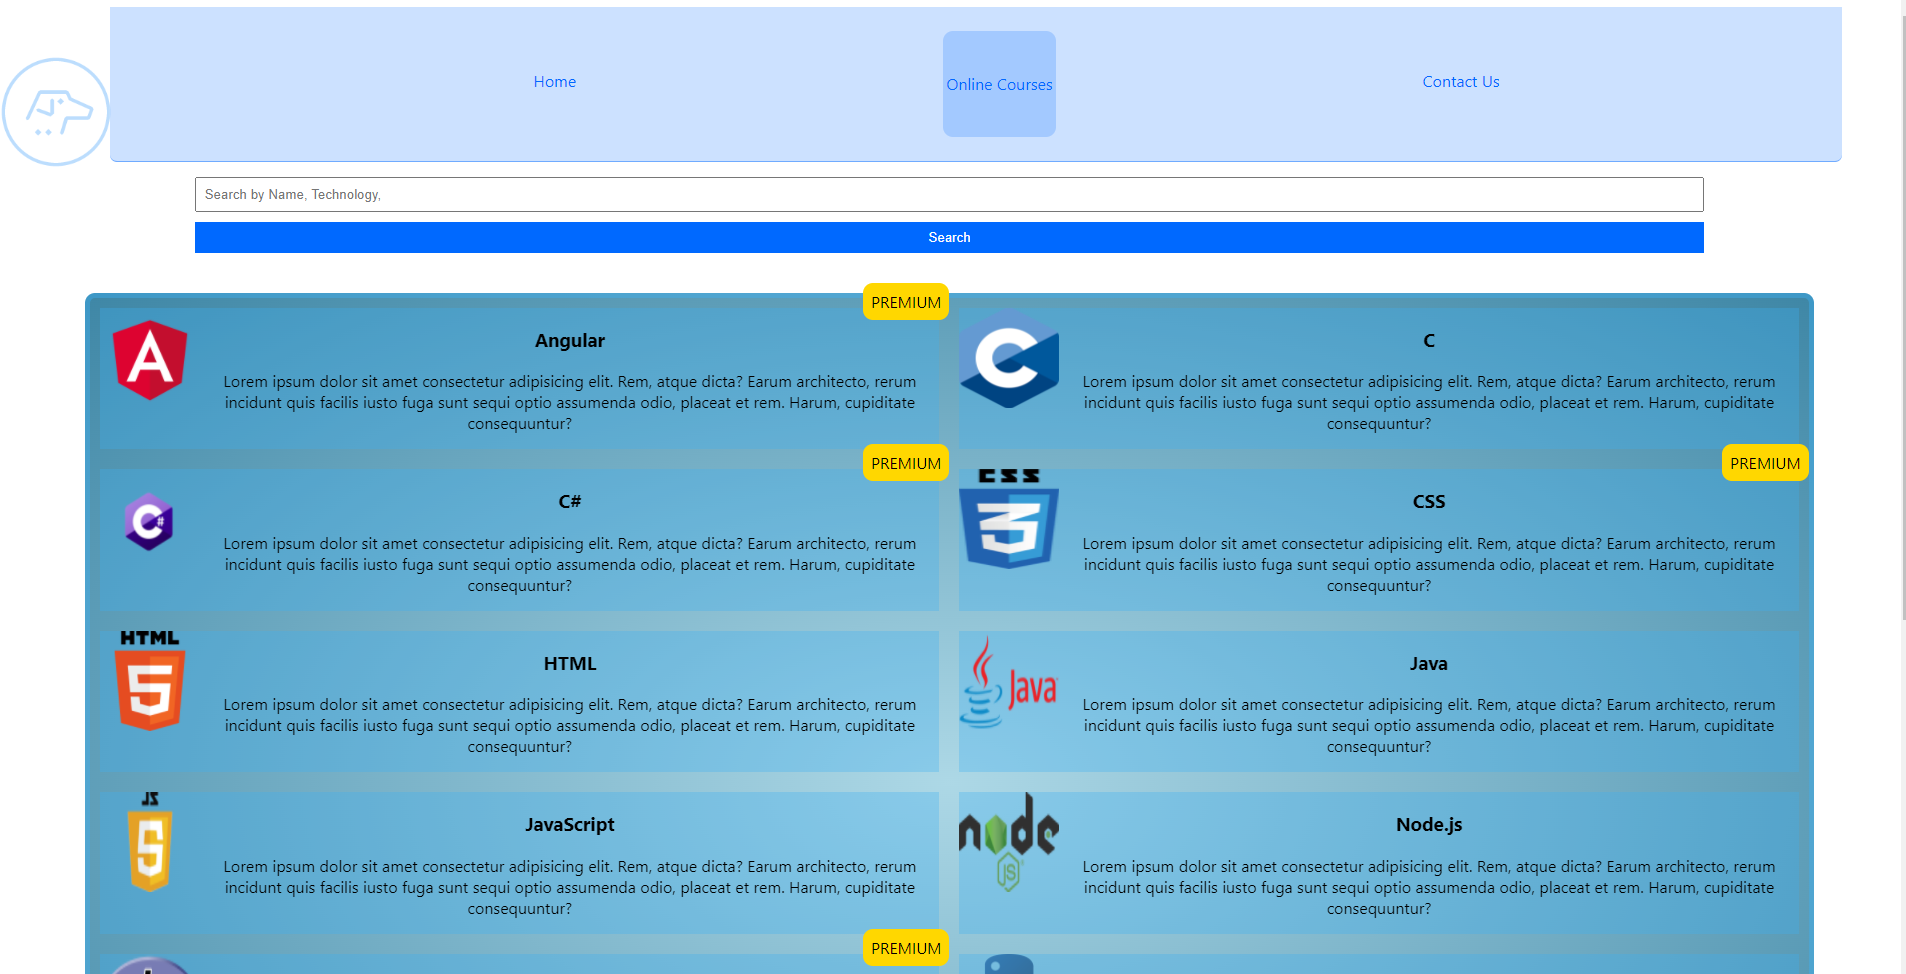 Home
Online Courses
Contact Us
Search by Name, Technology,
Search
PREMIUM
Angular
Lorem ipsum dolor sit amet consectetur adipisicing elit. Rem, atque dicta? Earum architecto, rerum
incidunt quis facilis iusto fuga sunt sequi optio assumenda odio, placeat et rem. Harum, cupiditate
consequuntur?
C
C
Lorem ipsum dolor sit amet consectetur adipisicing elit. Rem, atque dicta? Earum architecto, rerum
incidunt quis facilis iusto fuga sunt sequi optio assumenda odio, placeat et rem. Harum, cupiditate
consequuntur?
PREMIUM
C#
C#
Lorem ipsum dolor sit amet consectetur adipisicing elit. Rem, atque dicta? Earum architecto, rerum
incidunt quis facilis iusto fuga sunt sequi optio assumenda odio, placeat et rem. Harum, cupiditate
consequuntur?
PREMIUM
CSS
3
CSS
Lorem ipsum dolor sit amet consectetur adipisicing elit. Rem, atque dicta? Earum architecto, rerum
incidunt quis facilis iusto fuga sunt sequi optio assumenda odio, placeat et rem. Harum, cupiditate
consequuntur?
HTML
5
HTML
Lorem ipsum dolor sit amet consectetur adipisicing elit. Rem, atque dicta? Earum architecto, rerum
incidunt quis facilis iusto fuga sunt sequi optio assumenda odio, placeat et rem. Harum, cupiditate
consequuntur?
Java
Java
Lorem ipsum dolor sit amet consectetur adipisicing elit. Rem, atque dicta? Earum architecto, rerum
incidunt quis facilis iusto fuga sunt sequi optio assumenda odio, placeat et rem. Harum, cupiditate
consequuntur?
JS
5
JavaScript
Lorem ipsum dolor sit amet consectetur adipisicing elit. Rem, atque dicta? Earum architecto, rerum
incidunt quis facilis iusto fuga sunt sequi optio assumenda odio, placeat et rem. Harum, cupiditate
consequuntur?
node
JS
Node.js
Lorem ipsum dolor sit amet consectetur adipisicing elit. Rem, atque dicta? Earum architecto, rerum
incidunt quis facilis iusto fuga sunt sequi optio assumenda odio, placeat et rem. Harum, cupiditate
consequuntur?
PREMIUM